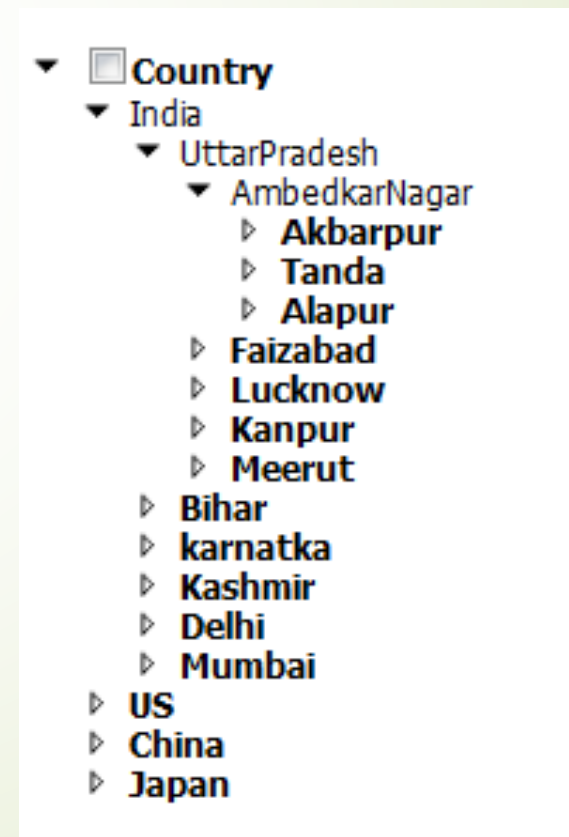 Country
India
UttarPradesh
AmbedkarNagar
Akbarpur
Tanda
Alapur
Faizabad
Lucknow
Kanpur
Meerut
Bihar
karnatka
Kashmir
Delhi
Mumbai
US
China
Japan